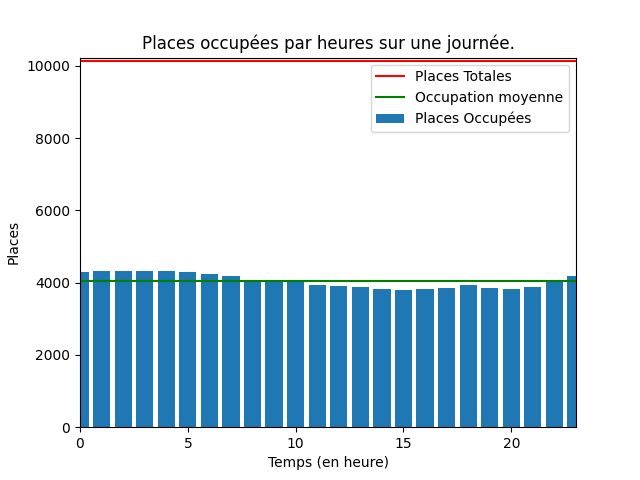 Places occupées par heures sur une journée.
Places Totales
Occupation moyenne
Places Occupées
Places
10000
8000
6000
4000
2000
0
0 5 10 15 20
Temps (en heure)